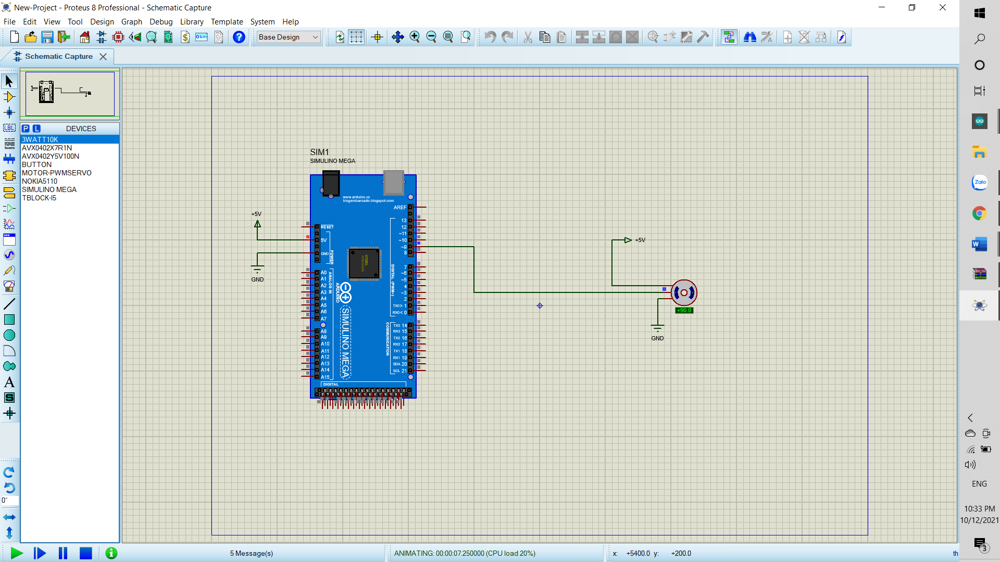 New-Project - Proteus 8 Professional - Schematic Capture
File Edit View Tool Design Graph Debug Library Template System Help
Base Design
Schematic Capture
P L DEVICES
3WATT10K
AVX0402X7R1N
AVX0402Y5V100N
BUTTON
MOTOR-PWMSERVO
NOKIA5110
SIMULINO MEGA
TBLOCK-I5
LBL
A
S
0°
SIM1
SIMULINO MEGA
www.arduino.cc
blogembarcado.blogspot.com
+5V
GND
RESET
5V
GND
POWER
A0
A1
A2
A3
A4
A5
A6
A7
ANALOG IN
A8
A9
A10
A11
A12
A13
A14
A15
ARDUINO
SIMULINO MEGA
ATMEL
AREF
13
12
~11
~10
~9
8
7
~6
~5
4
~3
2
TX0> 1
RX0< 0
DIGITAL (PWM~)
TX3 14
RX3 15
TX2 16
RX2 17
TX1 18
RX1 19
SDA 20
SCL 21
COMMUNICATION
DIGITAL
+5V
+90.0
GND
5 Message(s)
ANIMATING: 00:00:07.250000 (CPU load 20%)
x: +5400.0 y: +200.0
th
Zalo
W
ENG
10:33 PM
10/12/2021
3